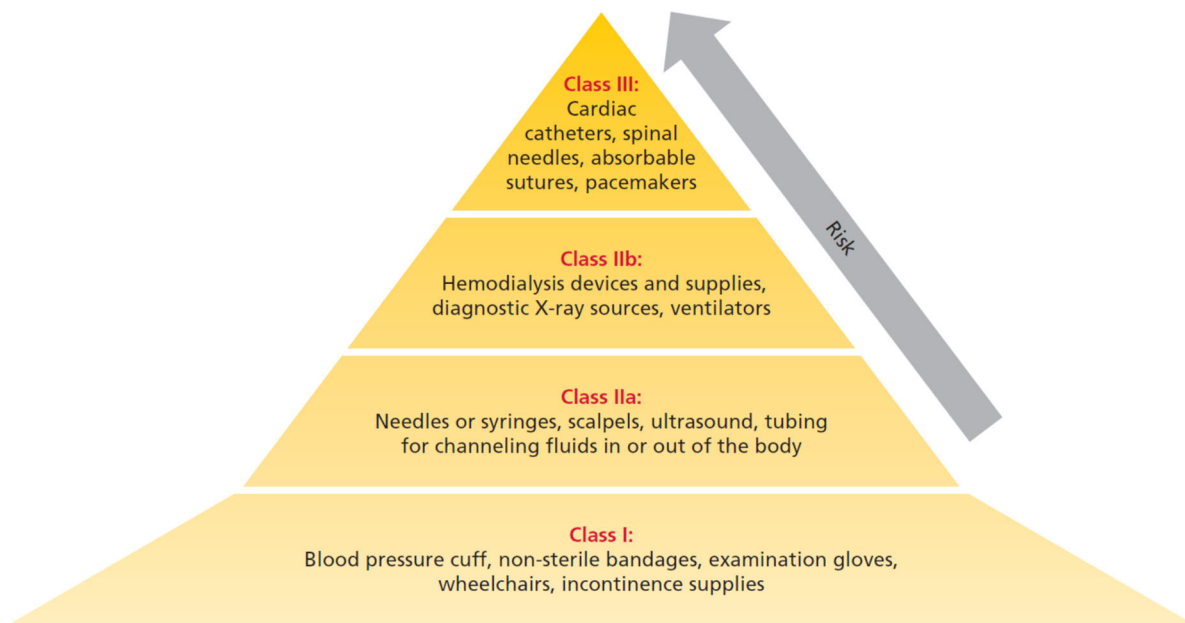 Class III:
Cardiac
catheters, spinal
needles, absorbable
sutures, pacemakers
Risk
Class IIb:
Hemodialysis devices and supplies,
diagnostic X-ray sources, ventilators
Class IIa:
Needles or syringes, scalpels, ultrasound, tubing
for channeling fluids in or out of the body
Class I:
Blood pressure cuff, non-sterile bandages, examination gloves,
wheelchairs, incontinence supplies